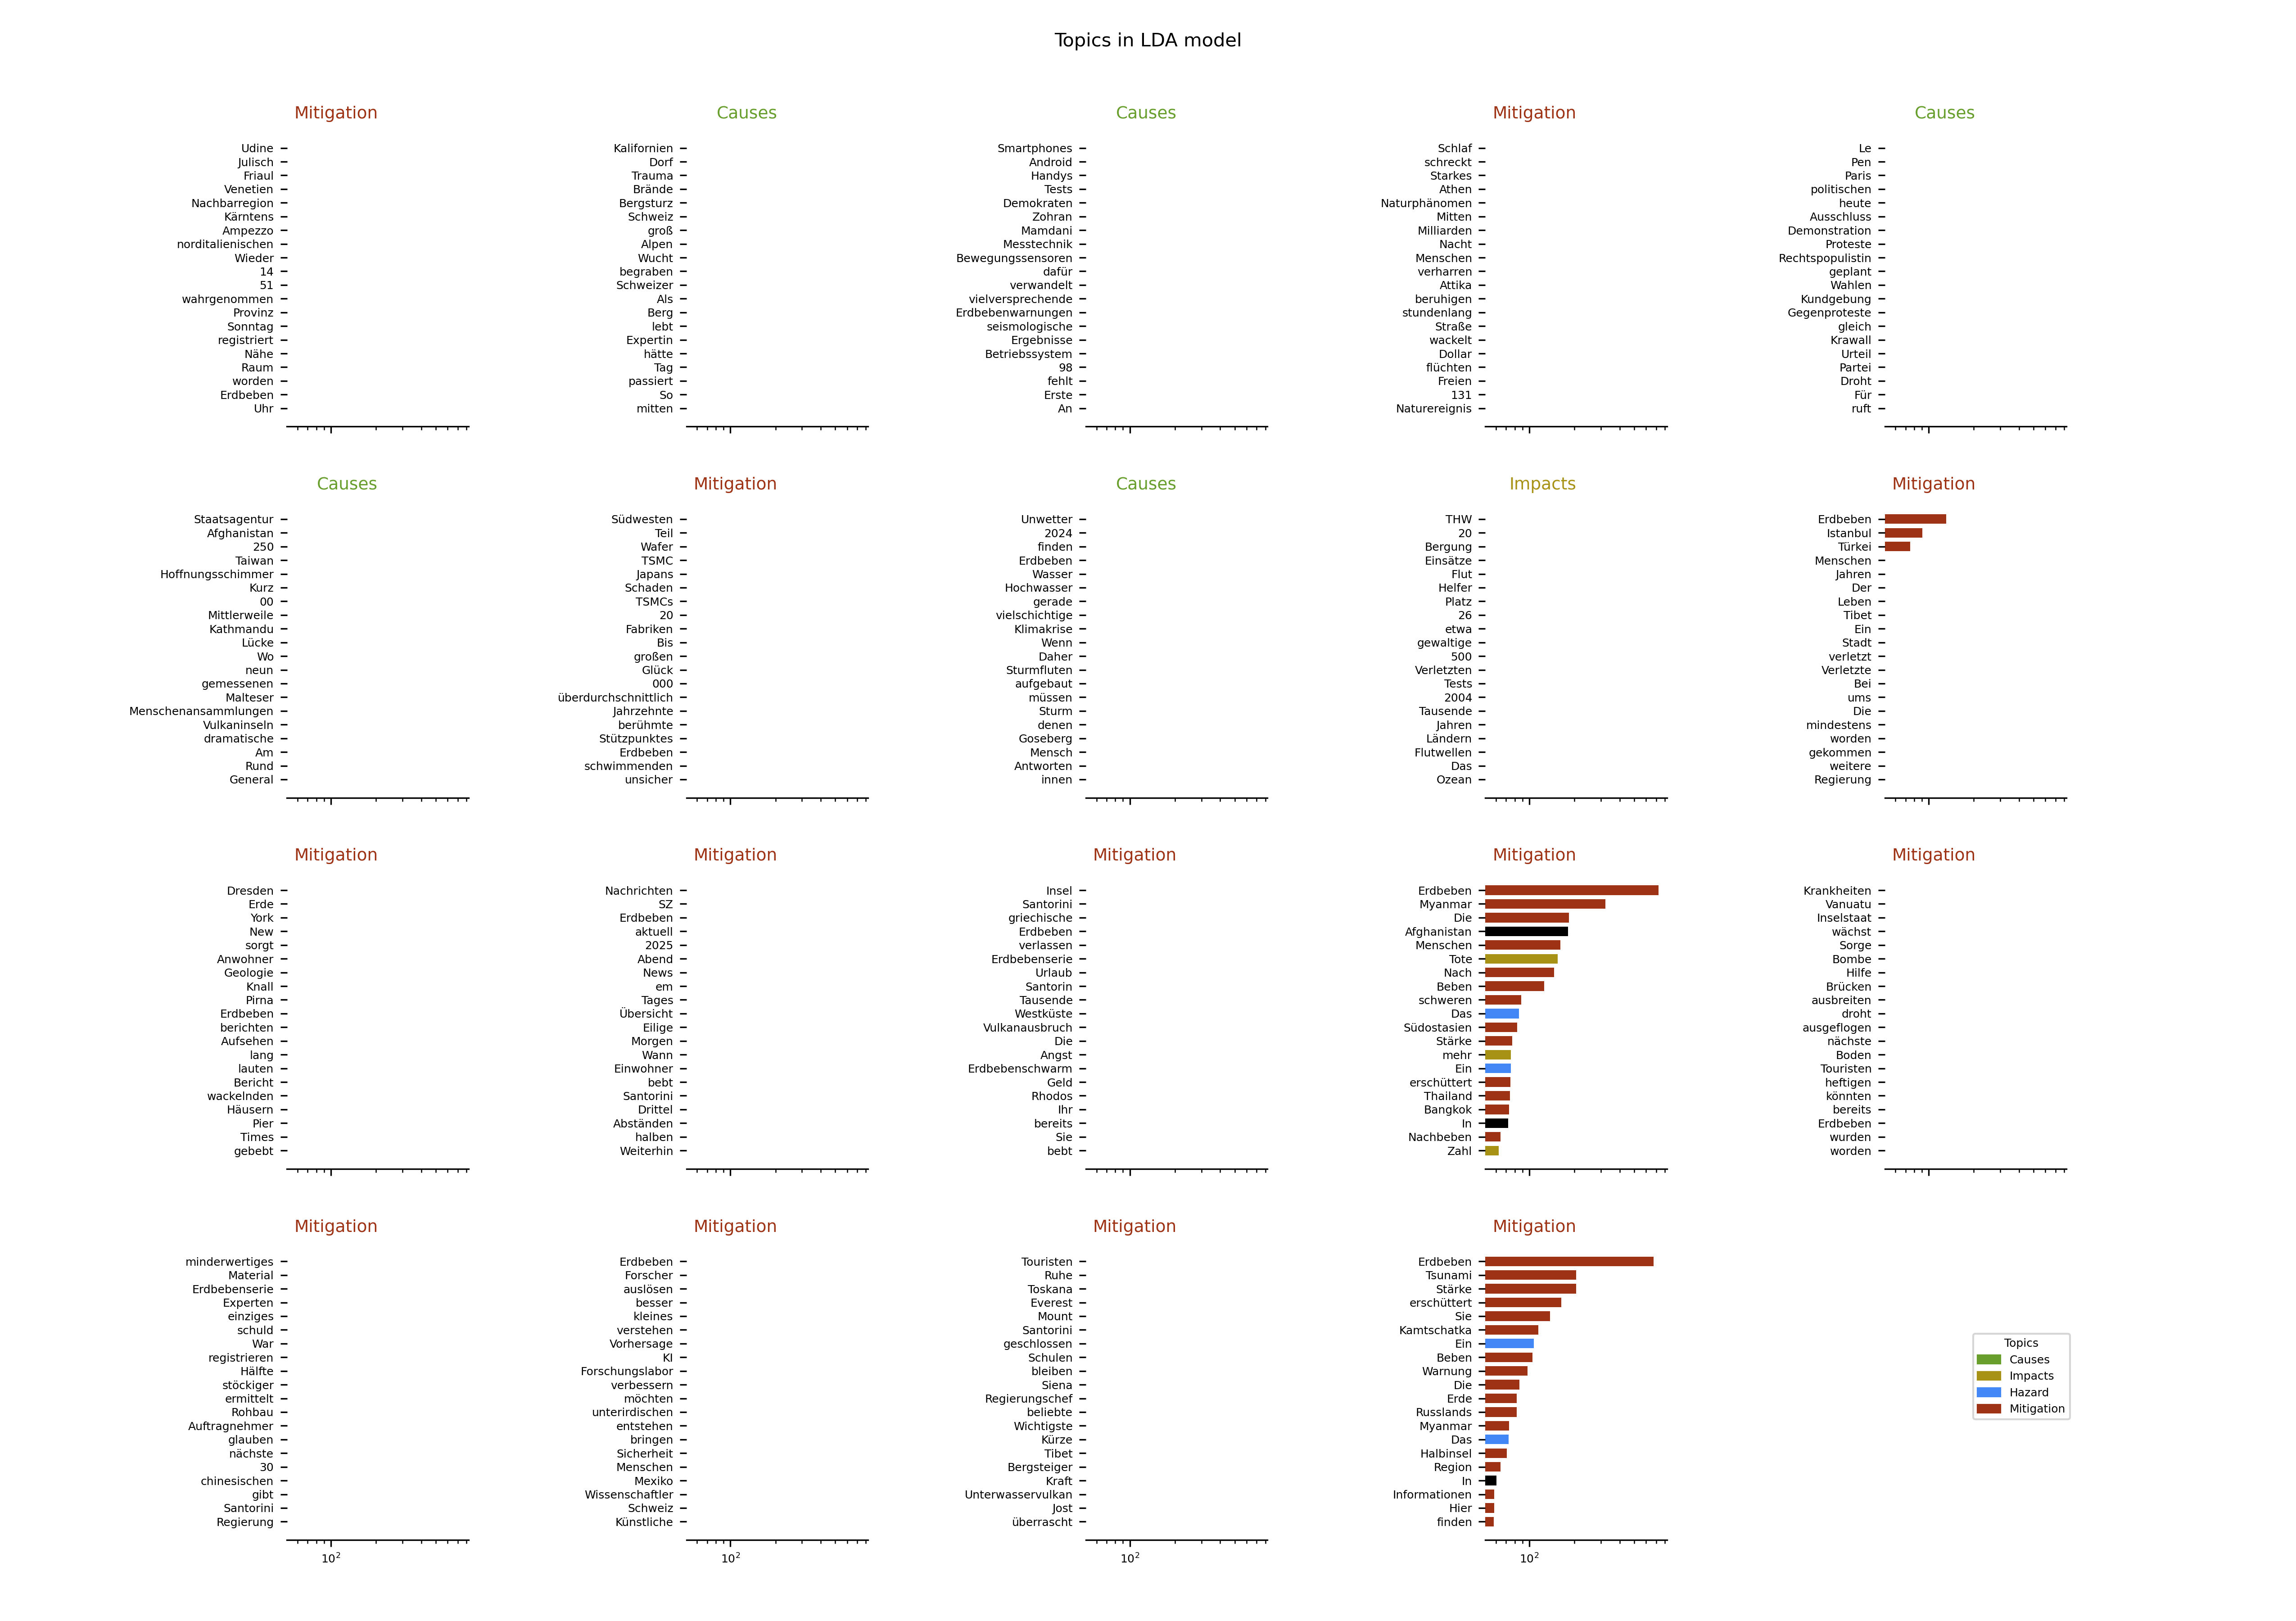 Topics in LDA model
Mitigation
Udine
Julisch
Friaul
Venetien
Nachbarregion
Kärntens
Ampezzo
norditalienischen
Wieder
14
51
wahrgenommen
Provinz
Sonntag
registriert
Nähe
Raum
worden
Erdbeben
Uhr
Causes
Kalifornien
Dorf
Trauma
Brände
Bergsturz
Schweiz
groß
Alpen
Wucht
begraben
Schweizer
Als
Berg
lebt
Expertin
hätte
Tag
passiert
So
mitten
Causes
Smartphones
Android
Handys
Tests
Demokraten
Zohran
Mamdani
Messtechnik
Bewegungssensoren
dafür
verwandelt
vielversprechende
Erdbebenwarnungen
seismologische
Ergebnisse
Betriebssystem
98
fehlt
Erste
An
Mitigation
Schlaf
schreckt
Starkes
Athen
Naturphänomen
Mitten
Milliarden
Nacht
Menschen
verharren
Attika
beruhigen
stundenlang
Straße
wackelt
Dollar
flüchten
Freien
131
Naturereignis
Causes
Le
Pen
Paris
politischen
heute
Ausschluss
Demonstration
Proteste
Rechtspopulistin
geplant
Wahlen
Kundgebung
Gegenproteste
gleich
Krawall
Urteil
Partei
Droht
Für
ruft
Causes
Staatsagentur
Afghanistan
250
Taiwan
Hoffnungsschimmer
Kurz
00
Mittlerweile
Kathmandu
Lücke
Wo
neun
gemessenen
Malteser
Menschenansammlungen
Vulkaninseln
dramatische
Am
Rund
General
Mitigation
Südwesten
Teil
Wafer
TSMC
Japans
Schaden
TSMCs
20
Fabriken
Bis
großen
Glück
000
überdurchschnittlich
Jahrzehnte
berühmte
Stützpunktes
Erdbeben
schwimmenden
unsicher
Causes
Unwetter
2024
finden
Erdbeben
Wasser
Hochwasser
gerade
vielschichtige
Klimakrise
Wenn
Daher
Sturmfluten
aufgebaut
müssen
Sturm
denen
Goseberg
Mensch
Antworten
innen
Impacts
THW
20
Bergung
Einsätze
Flut
Helfer
Platz
26
etwa
gewaltige
500
Verletzten
Tests
2004
Tausende
Jahren
Ländern
Flutwellen
Das
Ozean
Mitigation
Erdbeben
Istanbul
Türkei
Menschen
Jahren
Der
Leben
Tibet
Ein
Stadt
verletzt
Verletzte
Bei
ums
Die
mindestens
worden
gekommen
weitere
Regierung
Mitigation
Dresden
Erde
York
New
sorgt
Anwohner
Geologie
Knall
Pirna
Erdbeben
berichten
Aufsehen
lang
lauten
Bericht
wackelnden
Häusern
Pier
Times
gebebt
Mitigation
Nachrichten
SZ
Erdbeben
aktuell
2025
Abend
News
em
Tages
Übersicht
Eilige
Morgen
Wann
Einwohner
bebt
Santorini
Drittel
Abständen
halben
Weiterhin
Mitigation
Insel
Santorini
griechische
Erdbeben
verlassen
Erdbebenserie
Urlaub
Santorin
Tausende
Westküste
Vulkanausbruch
Die
Angst
Erdbebenschwarm
Geld
Rhodos
Ihr
bereits
Sie
bebt
Mitigation
Erdbeben
Myanmar
Die
Afghanistan
Menschen
Tote
Nach
Beben
schweren
Das
Südostasien
Stärke
mehr
Ein
erschüttert
Thailand
Bangkok
In
Nachbeben
Zahl
Mitigation
Krankheiten
Vanuatu
Inselstaat
wächst
Sorge
Bombe
Hilfe
Brücken
ausbreiten
droht
ausgeflogen
nächste
Boden
Touristen
heftigen
könnten
bereits
Erdbeben
wurden
worden
Mitigation
minderwertiges
Material
Erdbebenserie
Experten
einziges
schuld
War
registrieren
Hälfte
stöckiger
ermittelt
Rohbau
Auftragnehmer
glauben
nächste
30
chinesischen
gibt
Santorini
Regierung
10²
Mitigation
Erdbeben
Forscher
auslösen
besser
kleines
verstehen
Vorhersage
KI
Forschungslabor
verbessern
möchten
unterirdischen
entstehen
bringen
Sicherheit
Menschen
Mexiko
Wissenschaftler
Schweiz
Künstliche
10²
Mitigation
Touristen
Ruhe
Toskana
Everest
Mount
Santorini
geschlossen
Schulen
bleiben
Siena
Regierungschef
beliebte
Wichtigste
Kürze
Tibet
Bergsteiger
Kraft
Unterwasservulkan
Jost
überrascht
10²
Mitigation
Erdbeben
Tsunami
Stärke
erschüttert
Sie
Kamtschatka
Ein
Beben
Warnung
Die
Erde
Russlands
Myanmar
Das
Halbinsel
Region
In
Informationen
Hier
finden
10²
Topics
Causes
Impacts
Hazard
Mitigation